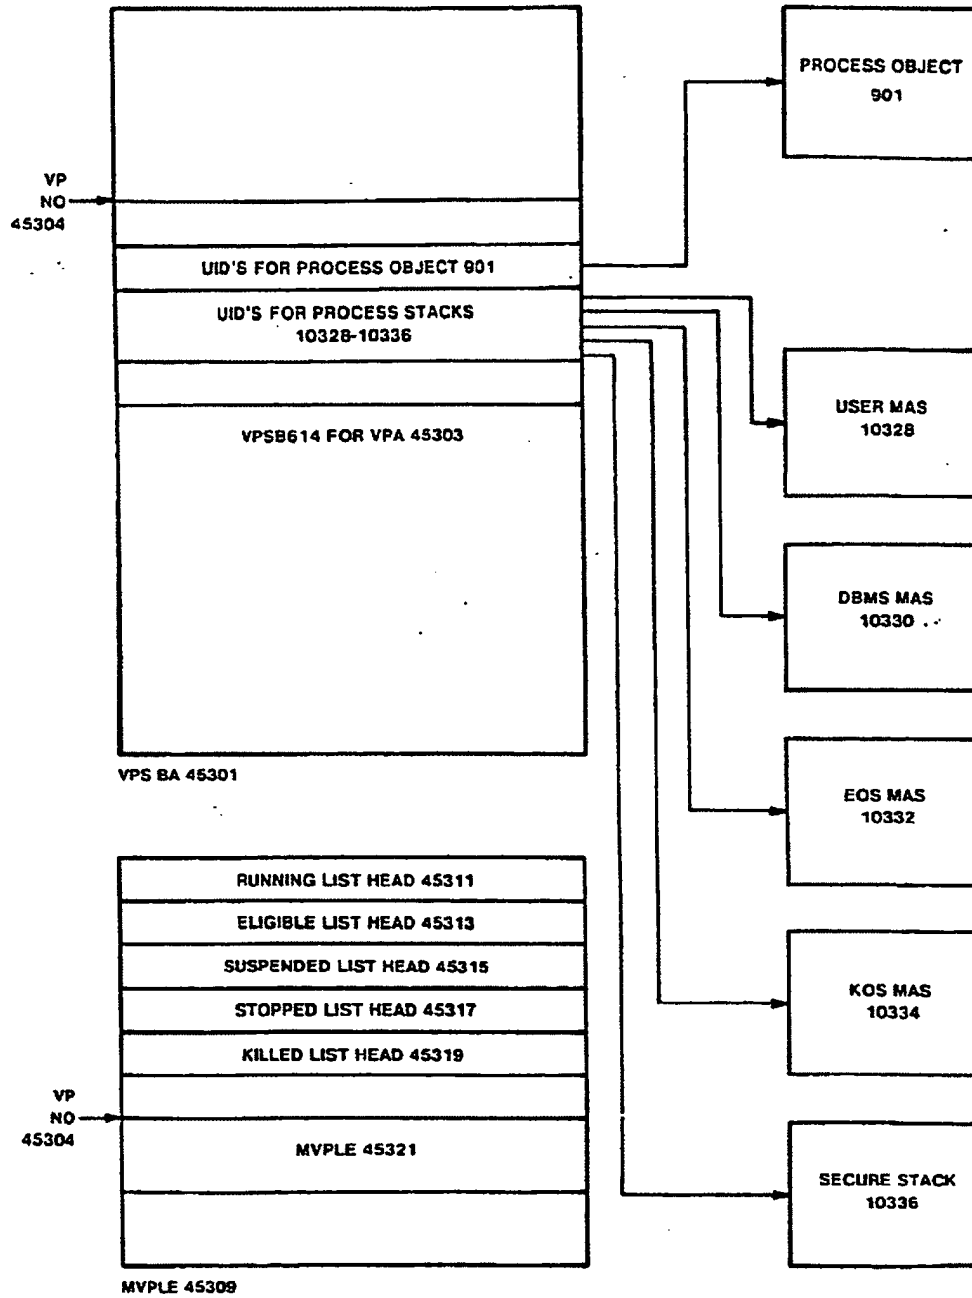 PROCESS OBJECT
901
VP
NO
45304
UID'S FOR PROCESS OBJECT 901
UID'S FOR PROCESS STACKS
10328-10336
VPSB614 FOR VPA 45303
USER MAS
10328
DBMS MAS
10330
EOS MAS
10332
KOS MAS
10334
SECURE STACK
10336
VPS BA 45301
RUNNING LIST HEAD 45311
ELIGIBLE LIST HEAD 45313
SUSPENDED LIST HEAD 45315
STOPPED LIST HEAD 45317
KILLED LIST HEAD 45319
VP
NO
45304
MVPLE 45321
MVPLE 45309